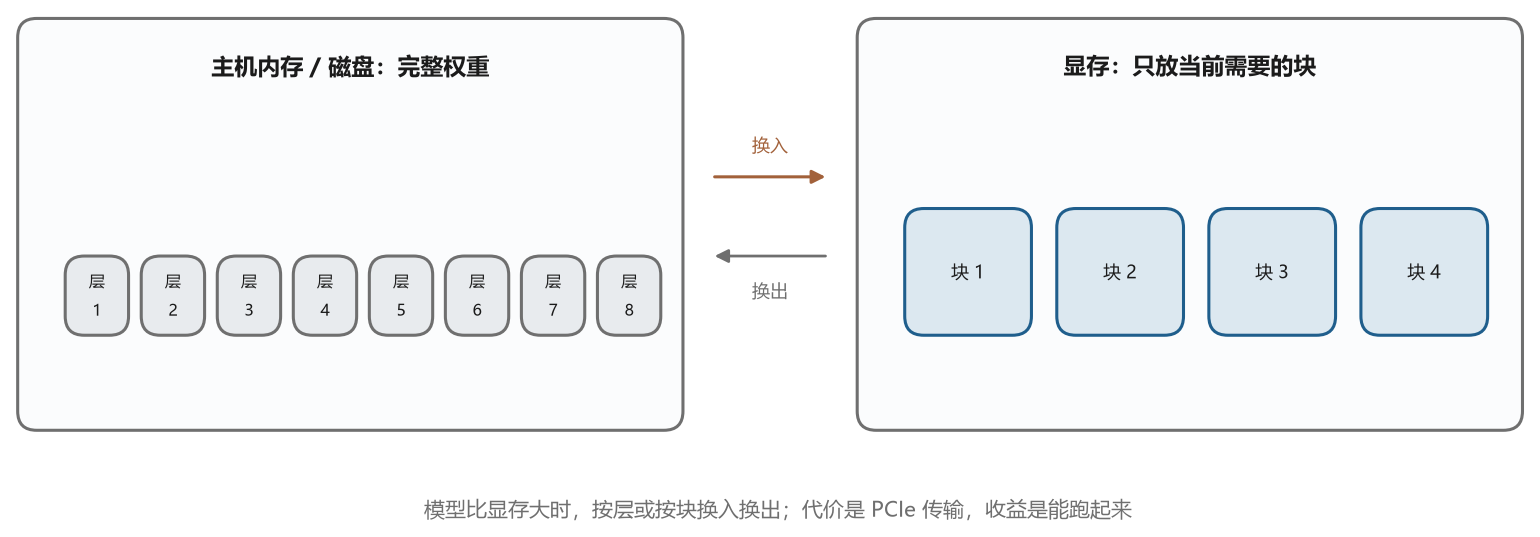 主机内存 / 磁盘：完整权重
显存：只放当前需要的块
换入
换出
层
1
层
2
层
3
层
4
层
5
层
6
层
7
层
8
块 1
块 2
块 3
块 4
模型比显存大时，按层或按块换入换出；代价是 PCIe 传输，收益是能跑起来